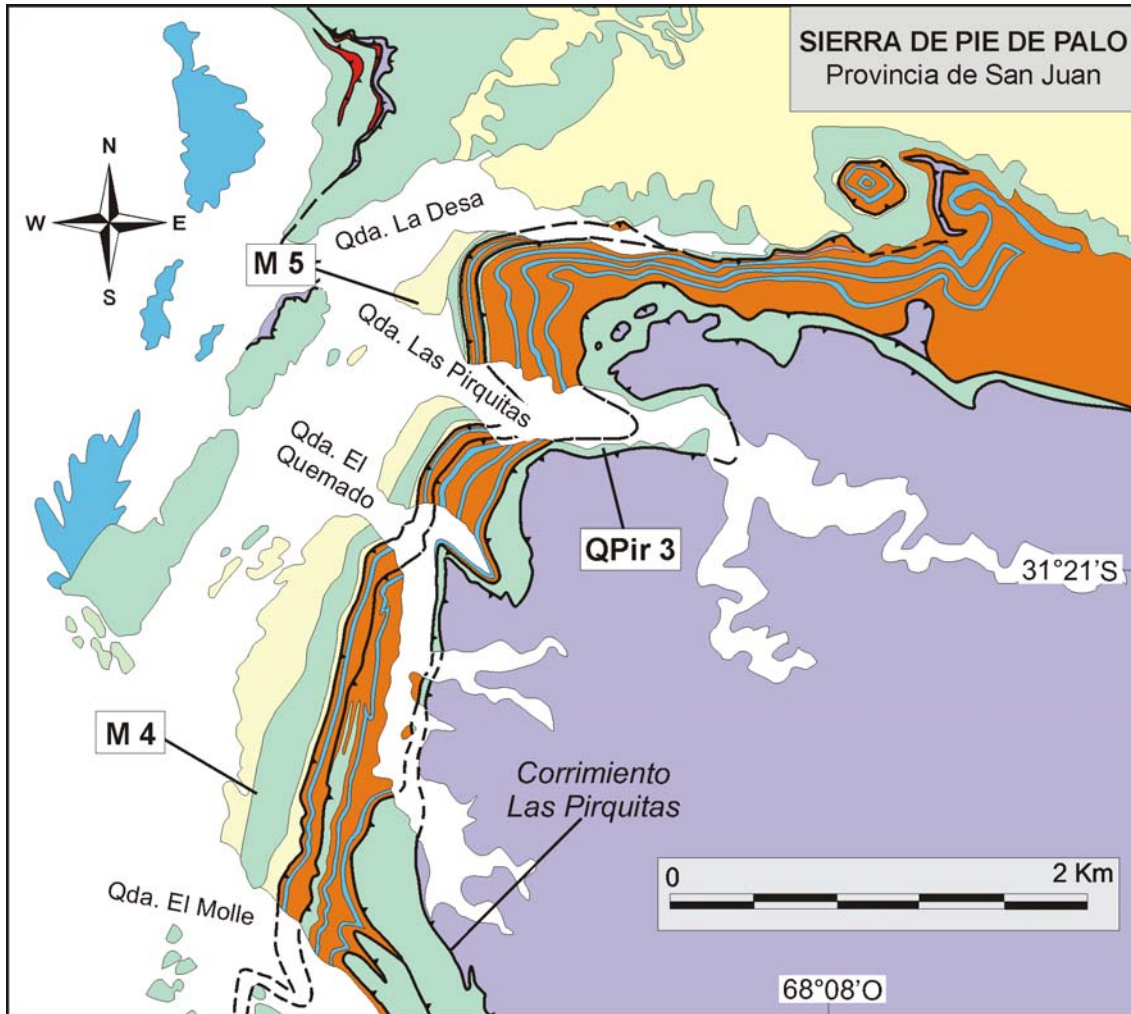 SIERRA DE PIE DE PALO
Provincia de San Juan
N
W
E
S
Qda. La Desa
M 5
Qda. Las Pirquitas
Qda. El
Quemado
QPir 3
31°21'S
M 4
Corrimiento
Las Pirquitas
0
2 Km
Qda. El Molle
68°08'O